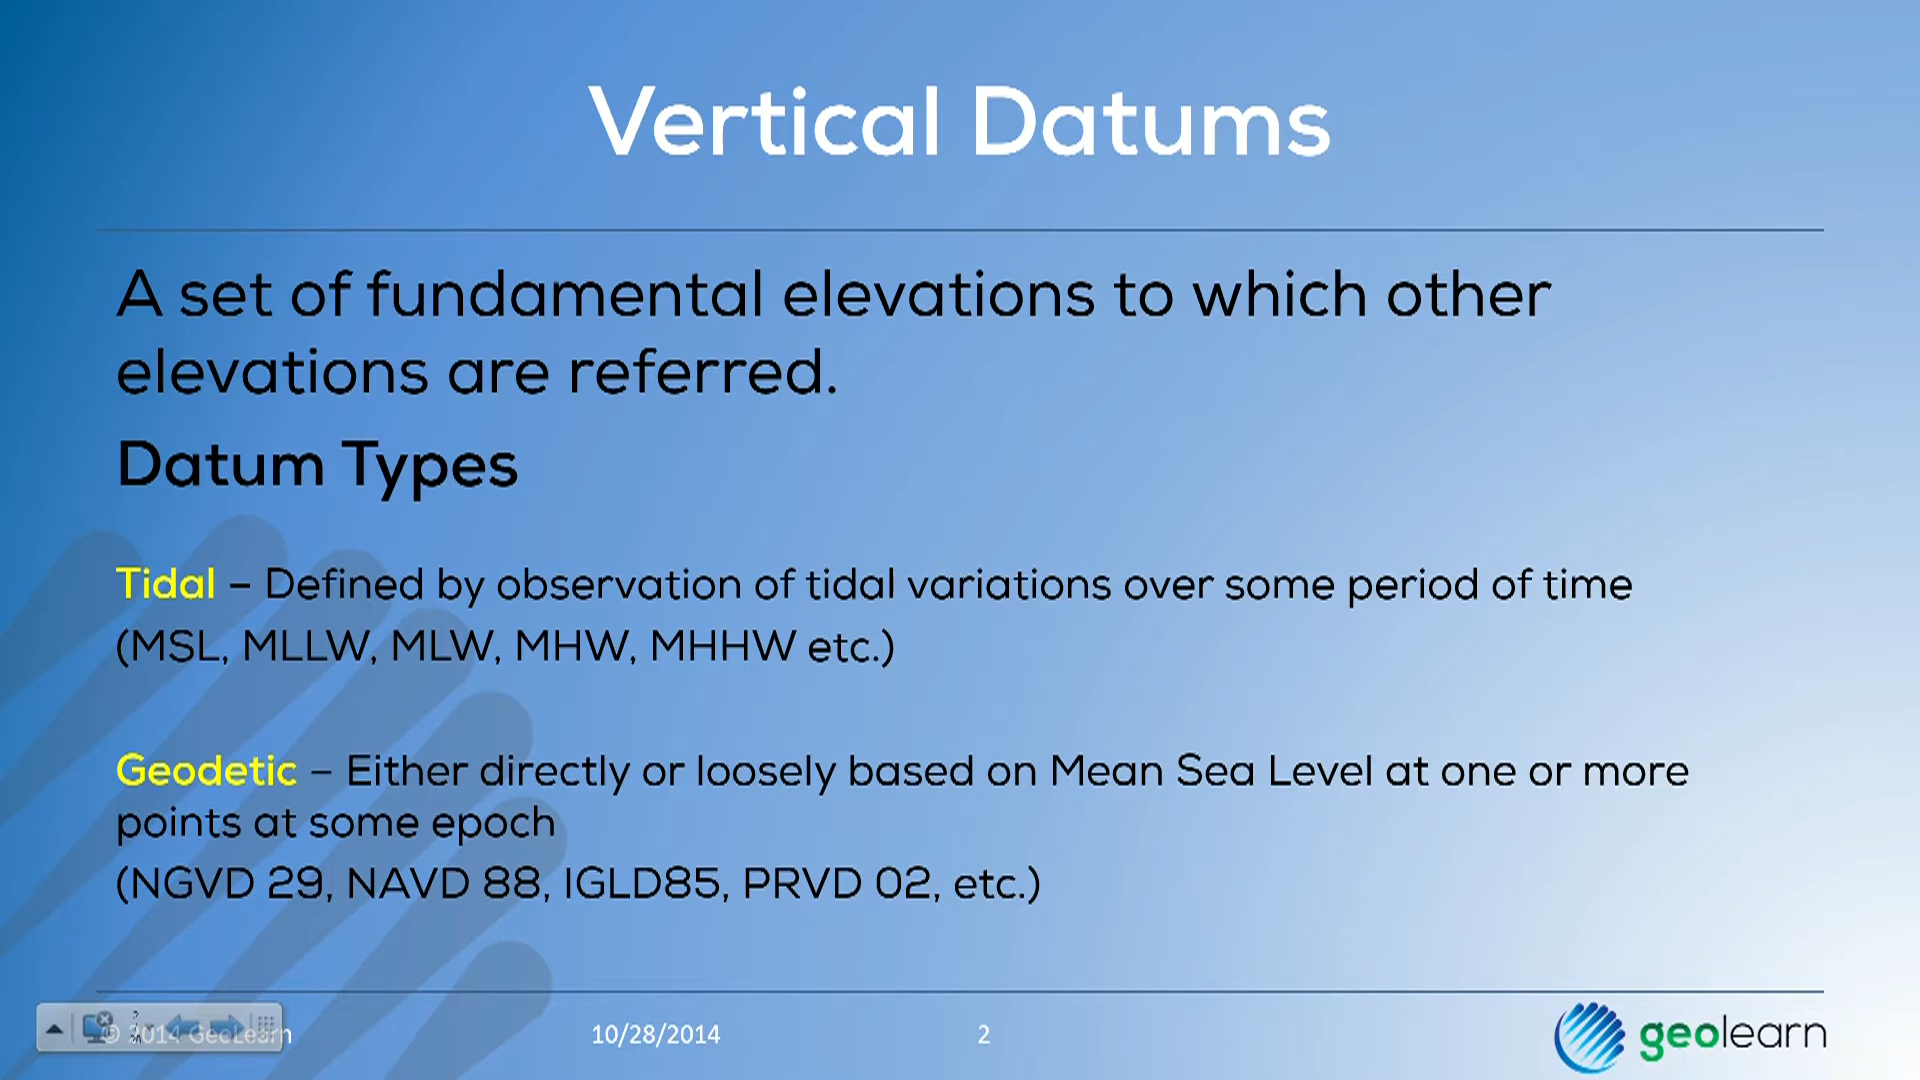 Vertical Datums
A set of fundamental elevations to which other
elevations are referred.
Datum Types
Tidal – Defined by observation of tidal variations over some period of time
(MSL, MLLW, MLW, MHW, MHHW etc.)
Geodetic – Either directly or loosely based on Mean Sea Level at one or more
points at some epoch
(NGVD 29, NAVD 88, IGLD85, PRVD 02, etc.)
© 2014 GeoLearn
10/28/2014
2
geolearn